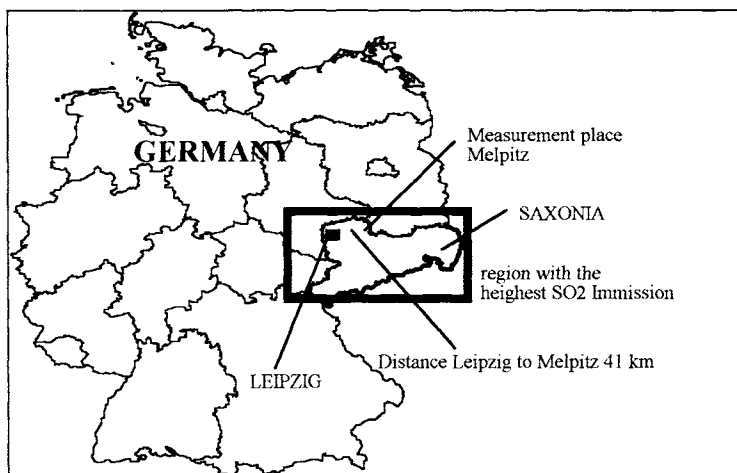 GERMANY
Measurement place
Melpitz
SAXONIA
region with the
heighest SO2 Immission
Distance Leipzig to Melpitz 41 km
LEIPZIG